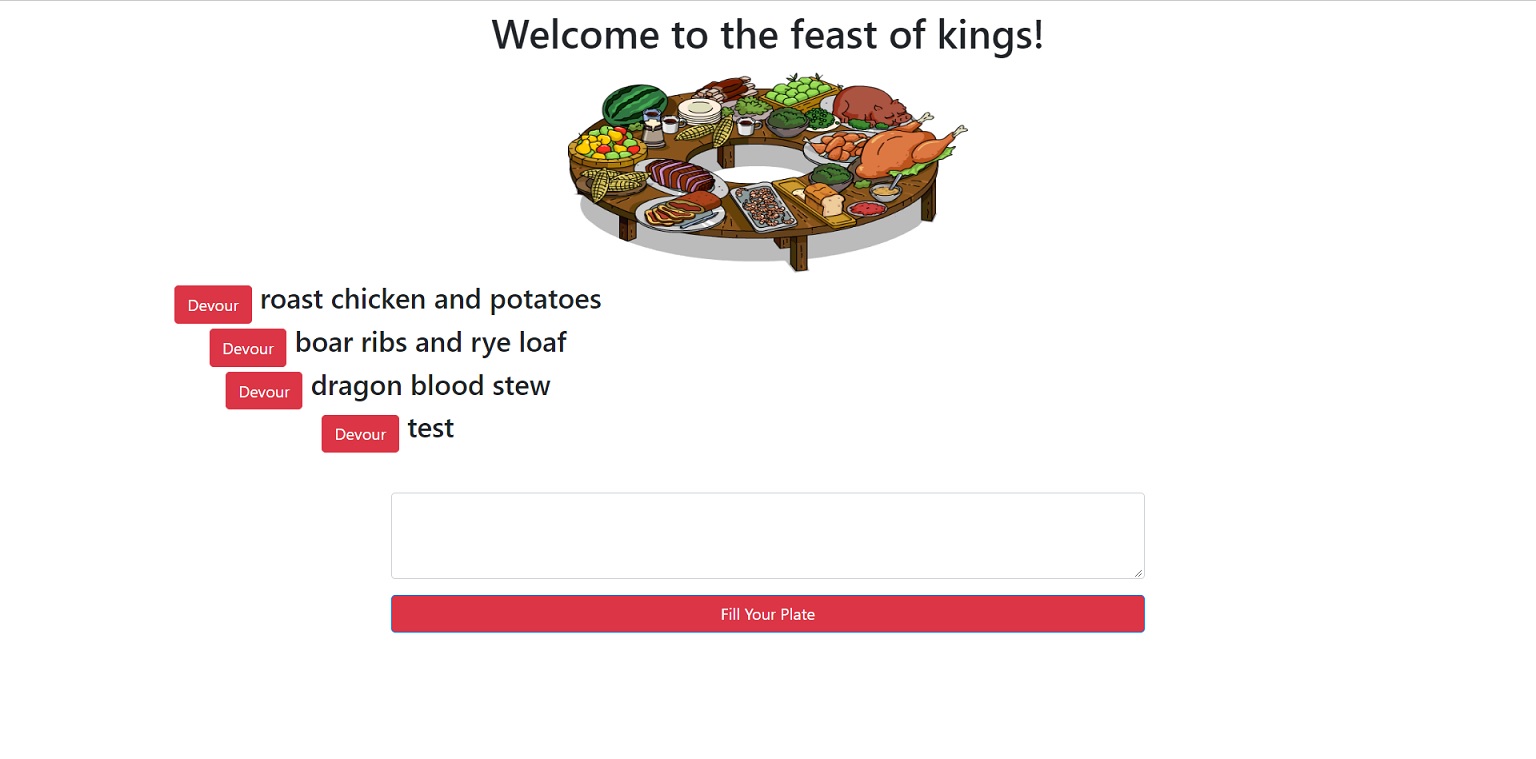 Welcome to the feast of kings!
Devour roast chicken and potatoes
Devour boar ribs and rye loaf
Devour dragon blood stew
Devour test
Fill Your Plate